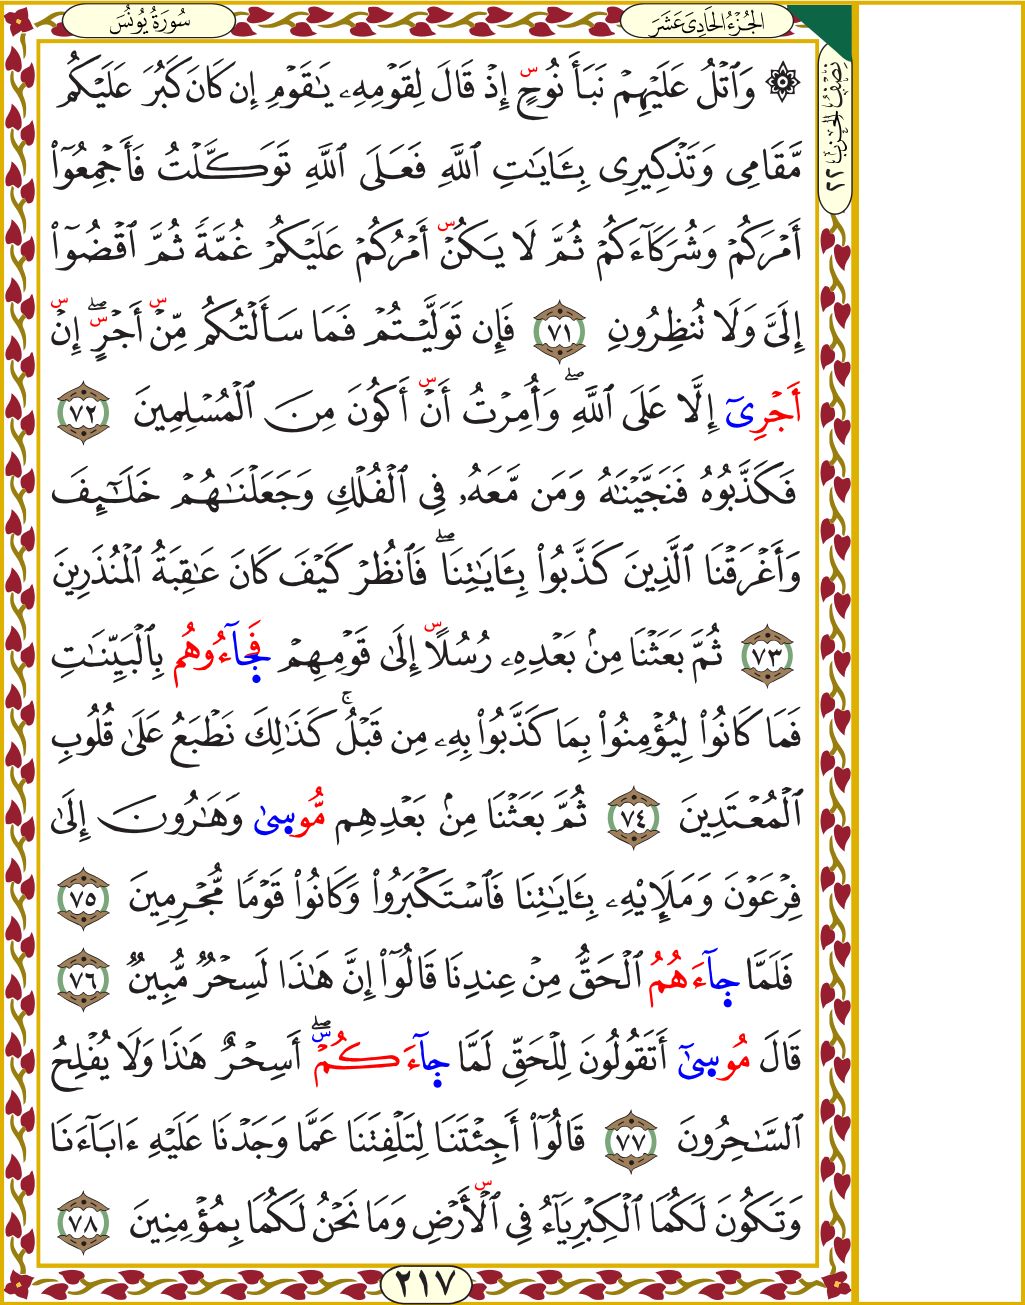 سُورَةُ يُونُسَ
الجُزْءُ الحَادِىَ عَشَرَ
نِصْفُ الحِزْبِ ٢٢
۞ وَٱتْلُ عَلَيْهِمْ نَبَأَ نُوحٍۜ إِذْ قَالَ لِقَوْمِهِۦ يَٰقَوْمِ إِن كَانَ كَبُرَ عَلَيْكُم
مَّقَامِى وَتَذْكِيرِى بِـَٔايَٰتِ ٱللَّهِ فَعَلَى ٱللَّهِ تَوَكَّلْتُ فَأَجْمِعُوٓا۟
أَمْرَكُمْ وَشُرَكَآءَكُمْ ثُمَّ لَا يَكُنْۜ أَمْرُكُمْ عَلَيْكُمْ غُمَّةً ثُمَّ ٱقْضُوٓا۟
إِلَىَّ وَلَا تُنظِرُونِ ٧١ فَإِن تَوَلَّيْتُمْ فَمَا سَأَلْتُكُم مِّنْۜ أَجْرٍۜۖ إِنْۜ
أَجْرِىٓ إِلَّا عَلَى ٱللَّهِۖ وَأُمِرْتُ أَنْۜ أَكُونَ مِنَ ٱلْمُسْلِمِينَ ٧٢
فَكَذَّبُوهُ فَنَجَّيْنَٰهُ وَمَن مَّعَهُۥ فِى ٱلْفُلْكِ وَجَعَلْنَٰهُمْ خَلَٰٓئِفَ
وَأَغْرَقْنَا ٱلَّذِينَ كَذَّبُوا۟ بِـَٔايَٰتِنَاۖ فَٱنظُرْ كَيْفَ كَانَ عَٰقِبَةُ ٱلْمُنذَرِينَ
٧٣ ثُمَّ بَعَثْنَا مِنۢ بَعْدِهِۦ رُسُلًاۜ إِلَىٰ قَوْمِهِمْ فَجَآءُوهُم بِٱلْبَيِّنَٰتِ
فَمَا كَانُوا۟ لِيُؤْمِنُوا۟ بِمَا كَذَّبُوا۟ بِهِۦ مِن قَبْلُۚ كَذَٰلِكَ نَطْبَعُ عَلَىٰ قُلُوبِ
ٱلْمُعْتَدِينَ ٧٤ ثُمَّ بَعَثْنَا مِنۢ بَعْدِهِم مُّوسَىٰ وَهَٰرُونَ إِلَىٰ
فِرْعَوْنَ وَمَلَإِي۟هِۦ بِـَٔايَٰتِنَا فَٱسْتَكْبَرُوا۟ وَكَانُوا۟ قَوْمًا مُّجْرِمِينَ ٧٥
فَلَمَّا جَآءَهُمُ ٱلْحَقُّ مِنْ عِندِنَا قَالُوٓا۟ إِنَّ هَٰذَا لَسِحْرٌ مُّبِينٌ ٧٦
قَالَ مُوسَىٰٓ أَتَقُولُونَ لِلْحَقِّ لَمَّا جَآءَكُمْۜۖ أَسِحْرٌ هَٰذَا وَلَا يُفْلِحُ
ٱلسَّٰحِرُونَ ٧٧ قَالُوٓا۟ أَجِئْتَنَا لِتَلْفِتَنَا عَمَّا وَجَدْنَا عَلَيْهِ ءَابَآءَنَا
وَتَكُونَ لَكُمَا ٱلْكِبْرِيَآءُ فِى ٱلْۜأَرْضِ وَمَا نَحْنُ لَكُمَا بِمُؤْمِنِينَ ٧٨
٢١٧